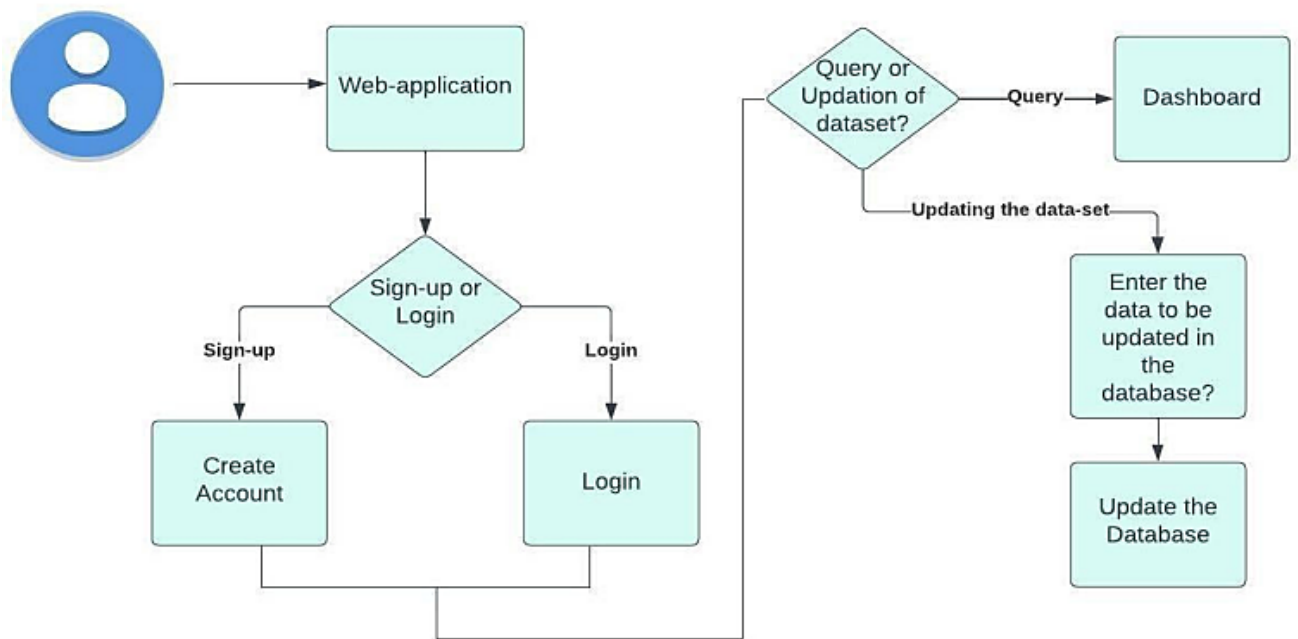 Web-application
Sign-up or
Login
Sign-up
Login
Create
Account
Login
Query or
Updation of
dataset?
Query
Dashboard
Updating the data-set
Enter the
data to be
updated in
the
database?
Update the
Database